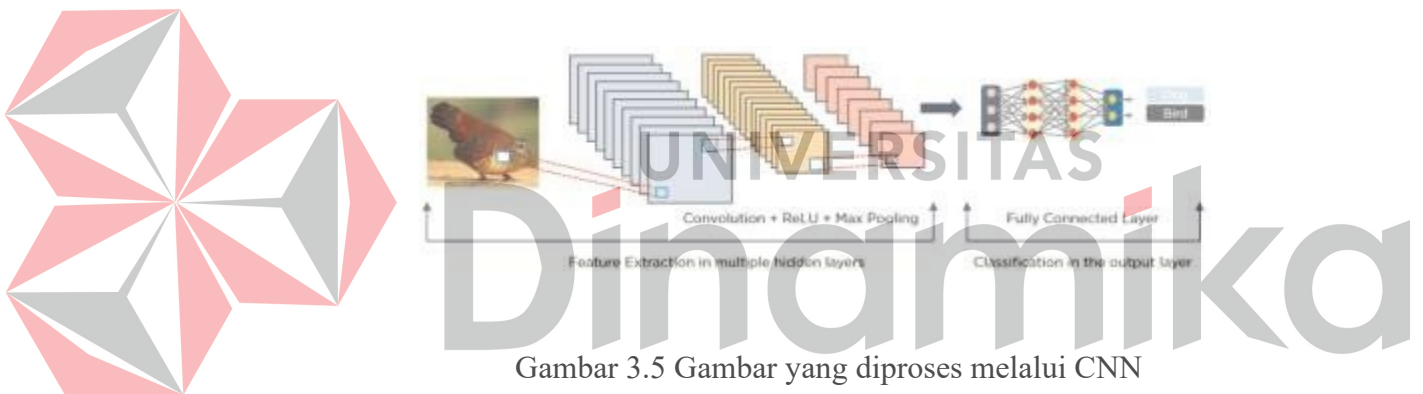 Bird
UNIVERSITAS
Dinamika
Convolution + ReLU + Max Pooling
Fully Connected Layer
Feature Extraction in multiple hidden layers
Classification in the output layer
Gambar 3.5 Gambar yang diproses melalui CNN